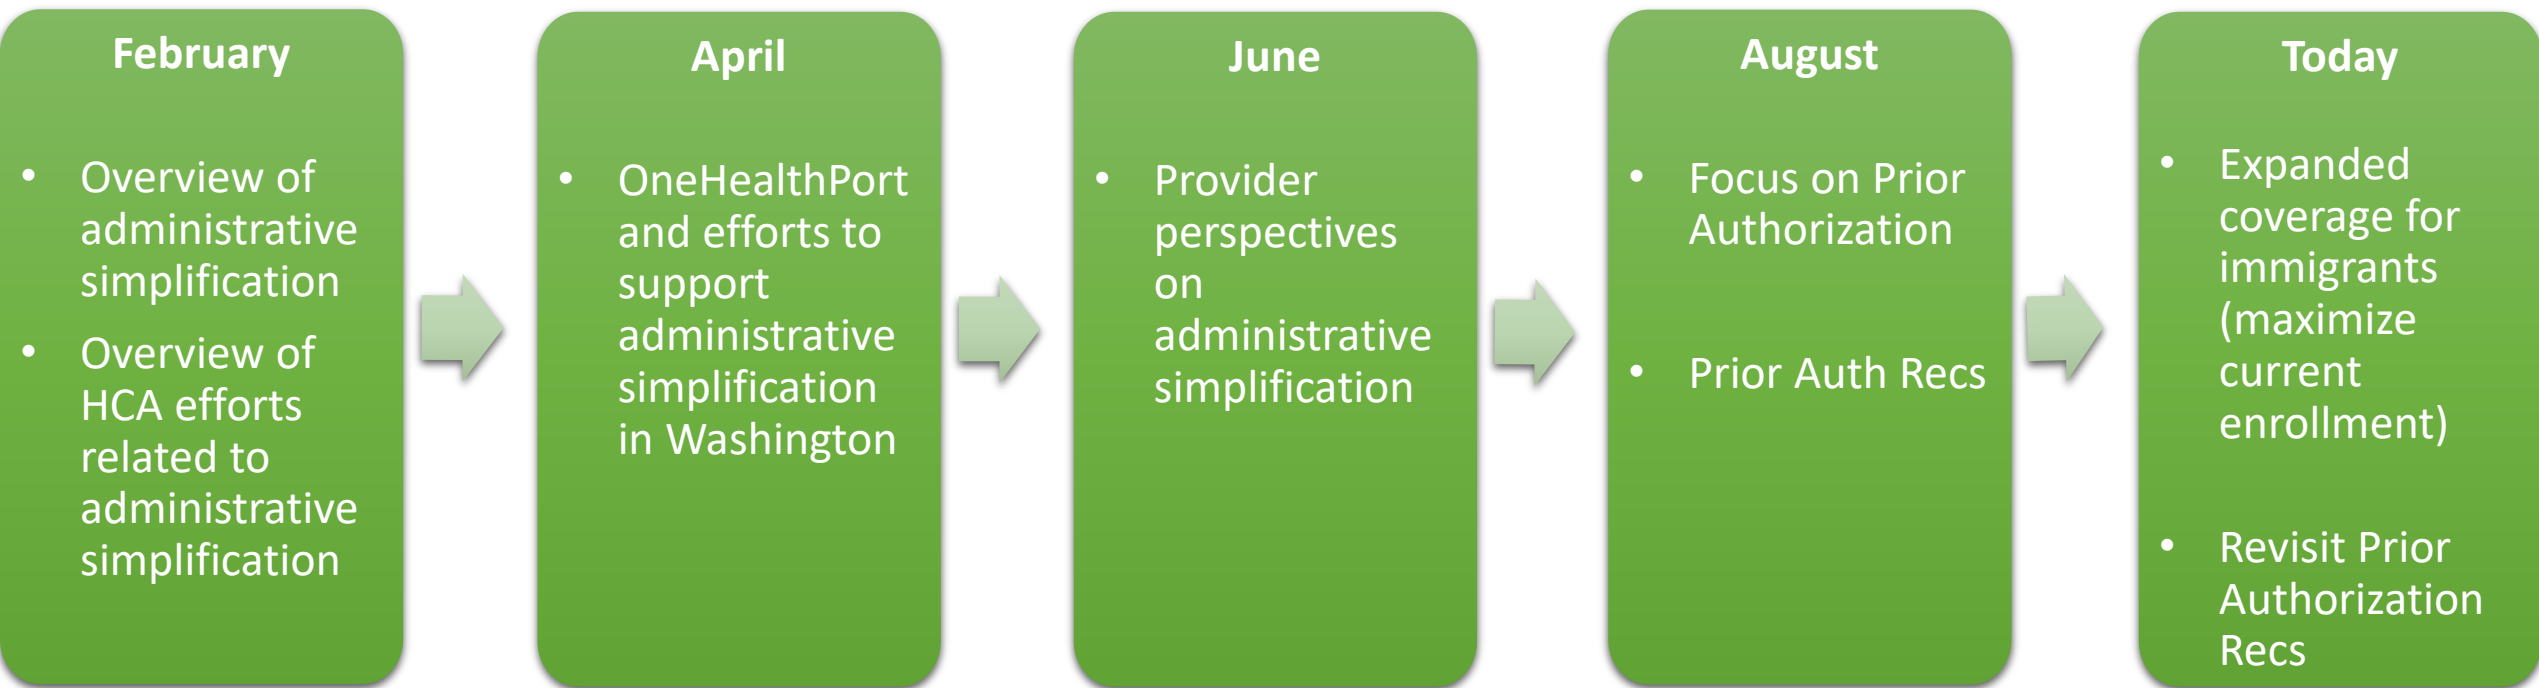 February
• Overview of
administrative
simplification
• Overview of
HCA efforts
related to
administrative
simplification
April
• OneHealthPort
and efforts to
support
administrative
simplification
in Washington
June
• Provider
perspectives
on
administrative
simplification
August
• Focus on Prior
Authorization
• Prior Auth Recs
Today
• Expanded
coverage for
immigrants
(maximize
current
enrollment)
• Revisit Prior
Authorization
Recs